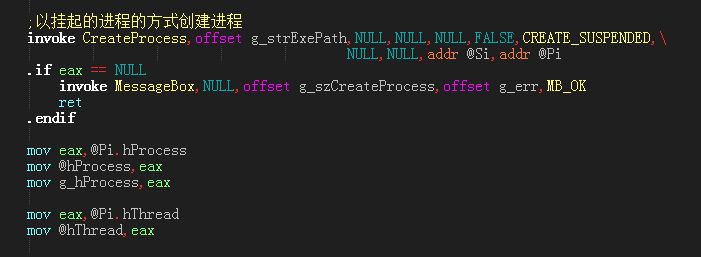 ;以挂起的进程的方式创建进程
invoke CreateProcess,offset g_strExePath,NULL,NULL,NULL,FALSE,CREATE_SUSPENDED,\
NULL,NULL,addr @Si,addr @Pi
.if eax == NULL
invoke MessageBox,NULL,offset g_szCreateProcess,offset g_err,MB_OK
ret
.endif
mov eax,@Pi.hProcess
mov @hProcess,eax
mov g_hProcess,eax
mov eax,@Pi.hThread
mov @hThread,eax